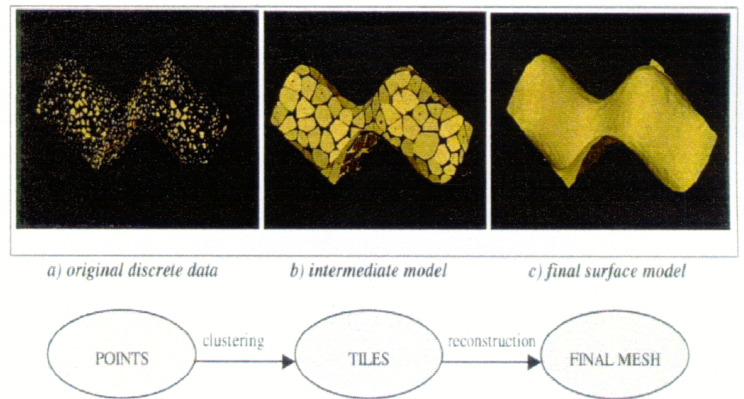 a) original discrete data
b) intermediate model
c) final surface model
POINTS
clustering
TILES
reconstruction
FINAL MESH